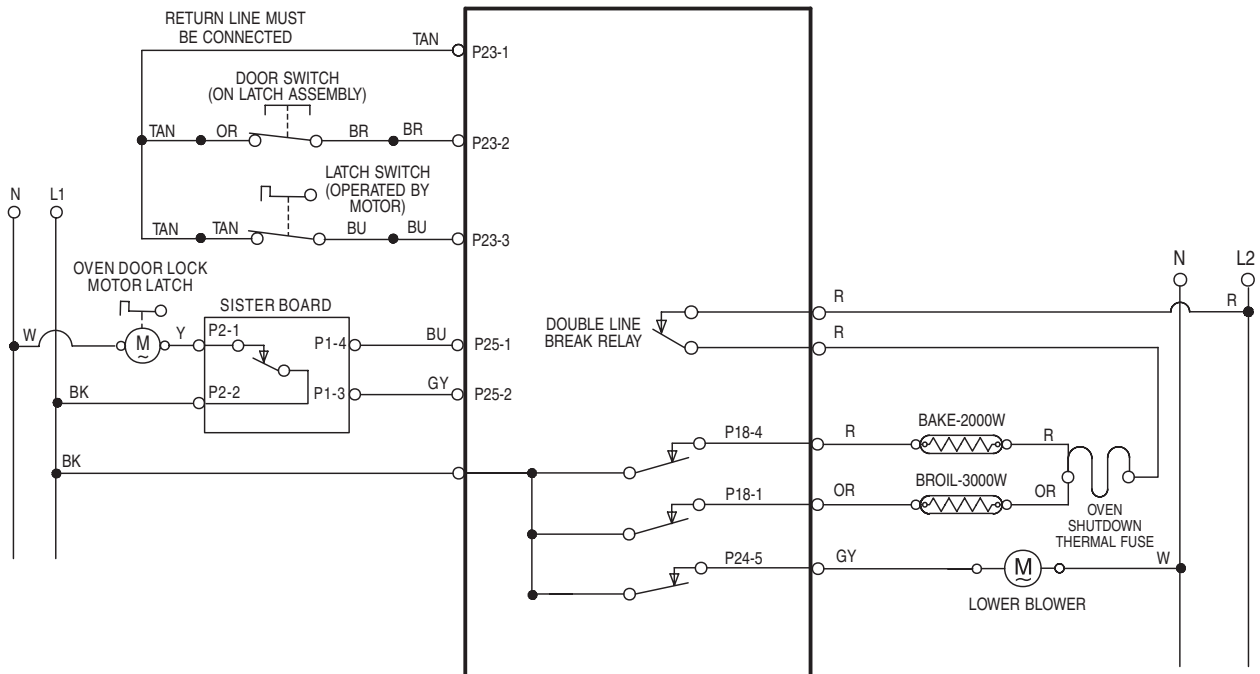 RETURN LINE MUST
BE CONNECTED
TAN
P23-1
DOOR SWITCH
(ON LATCH ASSEMBLY)
TAN
OR
BR
BR
P23-2
LATCH SWITCH
(OPERATED BY
MOTOR)
N
L1
TAN
TAN
BU
BU
P23-3
N
L2
OVEN DOOR LOCK
MOTOR LATCH
SISTER BOARD
R
R
W
M
~
Y
P2-1
P1-4
BU
P25-1
DOUBLE LINE
BREAK RELAY
R
BK
P2-2
P1-3
GY
P25-2
P18-4
R
BAKE-2000W
R
BK
P18-1
OR
BROIL-3000W
OR
OVEN
SHUTDOWN
THERMAL FUSE
P24-5
GY
M
~
W
LOWER BLOWER